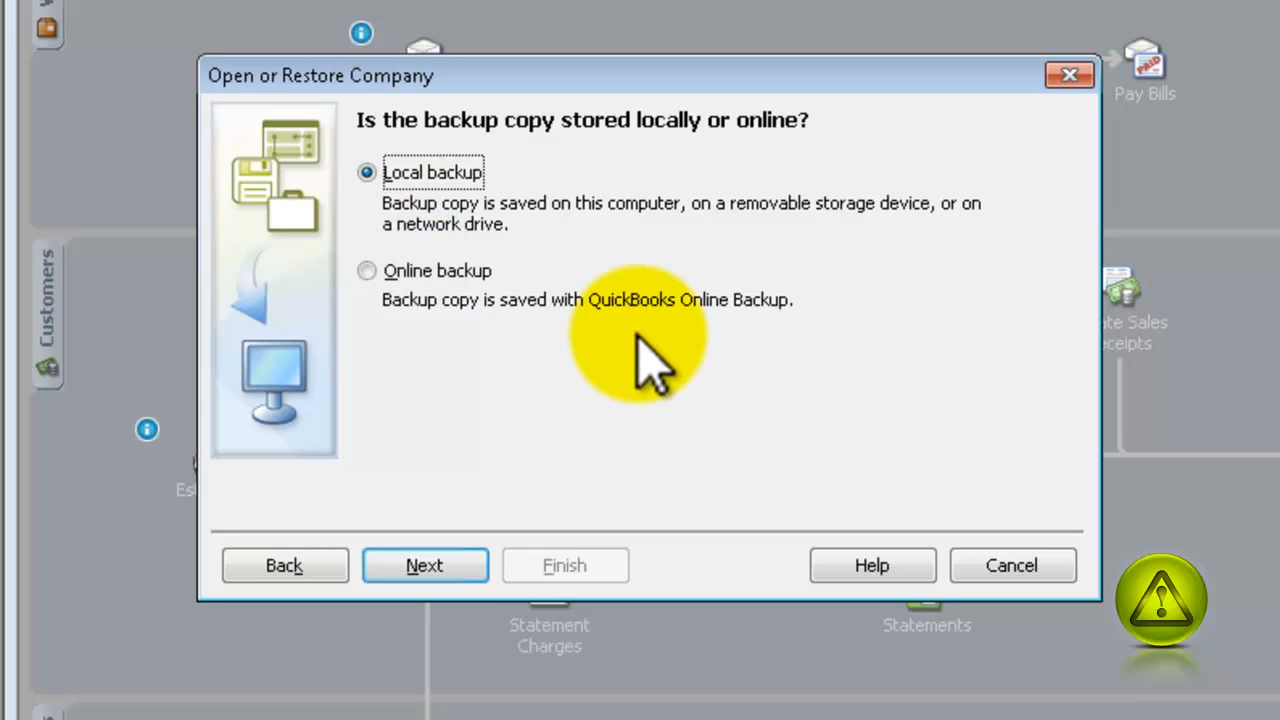 Open or Restore Company
Is the backup copy stored locally or online?
Local backup
Backup copy is saved on this computer, on a removable storage device, or on
a network drive.
Online backup
Backup copy is saved with QuickBooks Online Backup.
Back
Next
Finish
Help
Cancel
PAID
Pay Bills
Customers
Statement
Charges
Statements